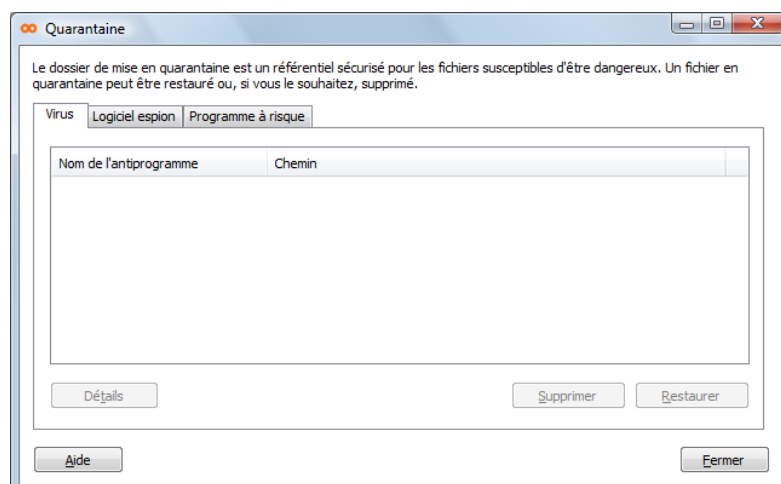 Quarantaine
Le dossier de mise en quarantaine est un référentiel sécurisé pour les fichiers susceptibles d'être dangereux. Un fichier en
quarantaine peut être restauré ou, si vous le souhaitez, supprimé.
Virus Logiciel espion Programme à risque
Nom de l'antiprogramme Chemin
Détails Supprimer Restaurer
Aide Fermer